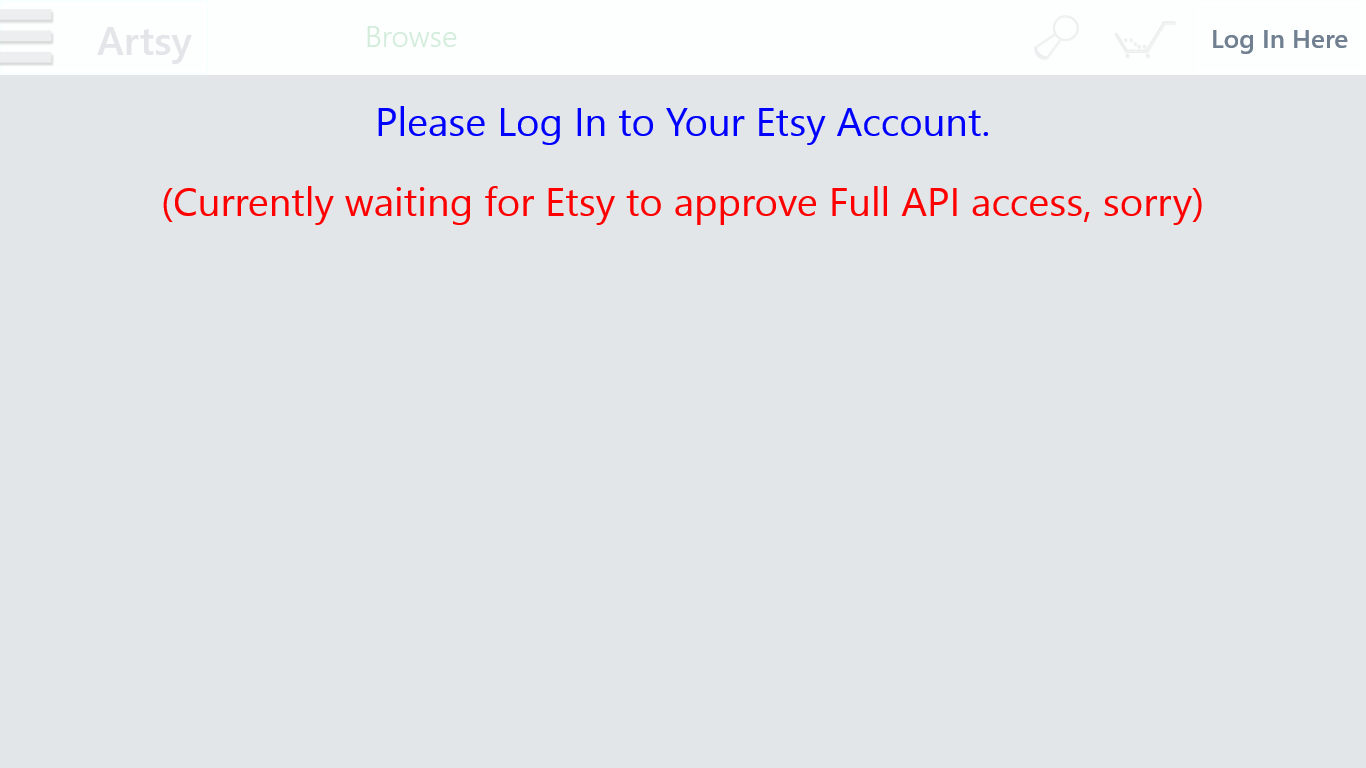 Artsy
Browse
Log In Here
Please Log In to Your Etsy Account.
(Currently waiting for Etsy to approve Full API access, sorry)